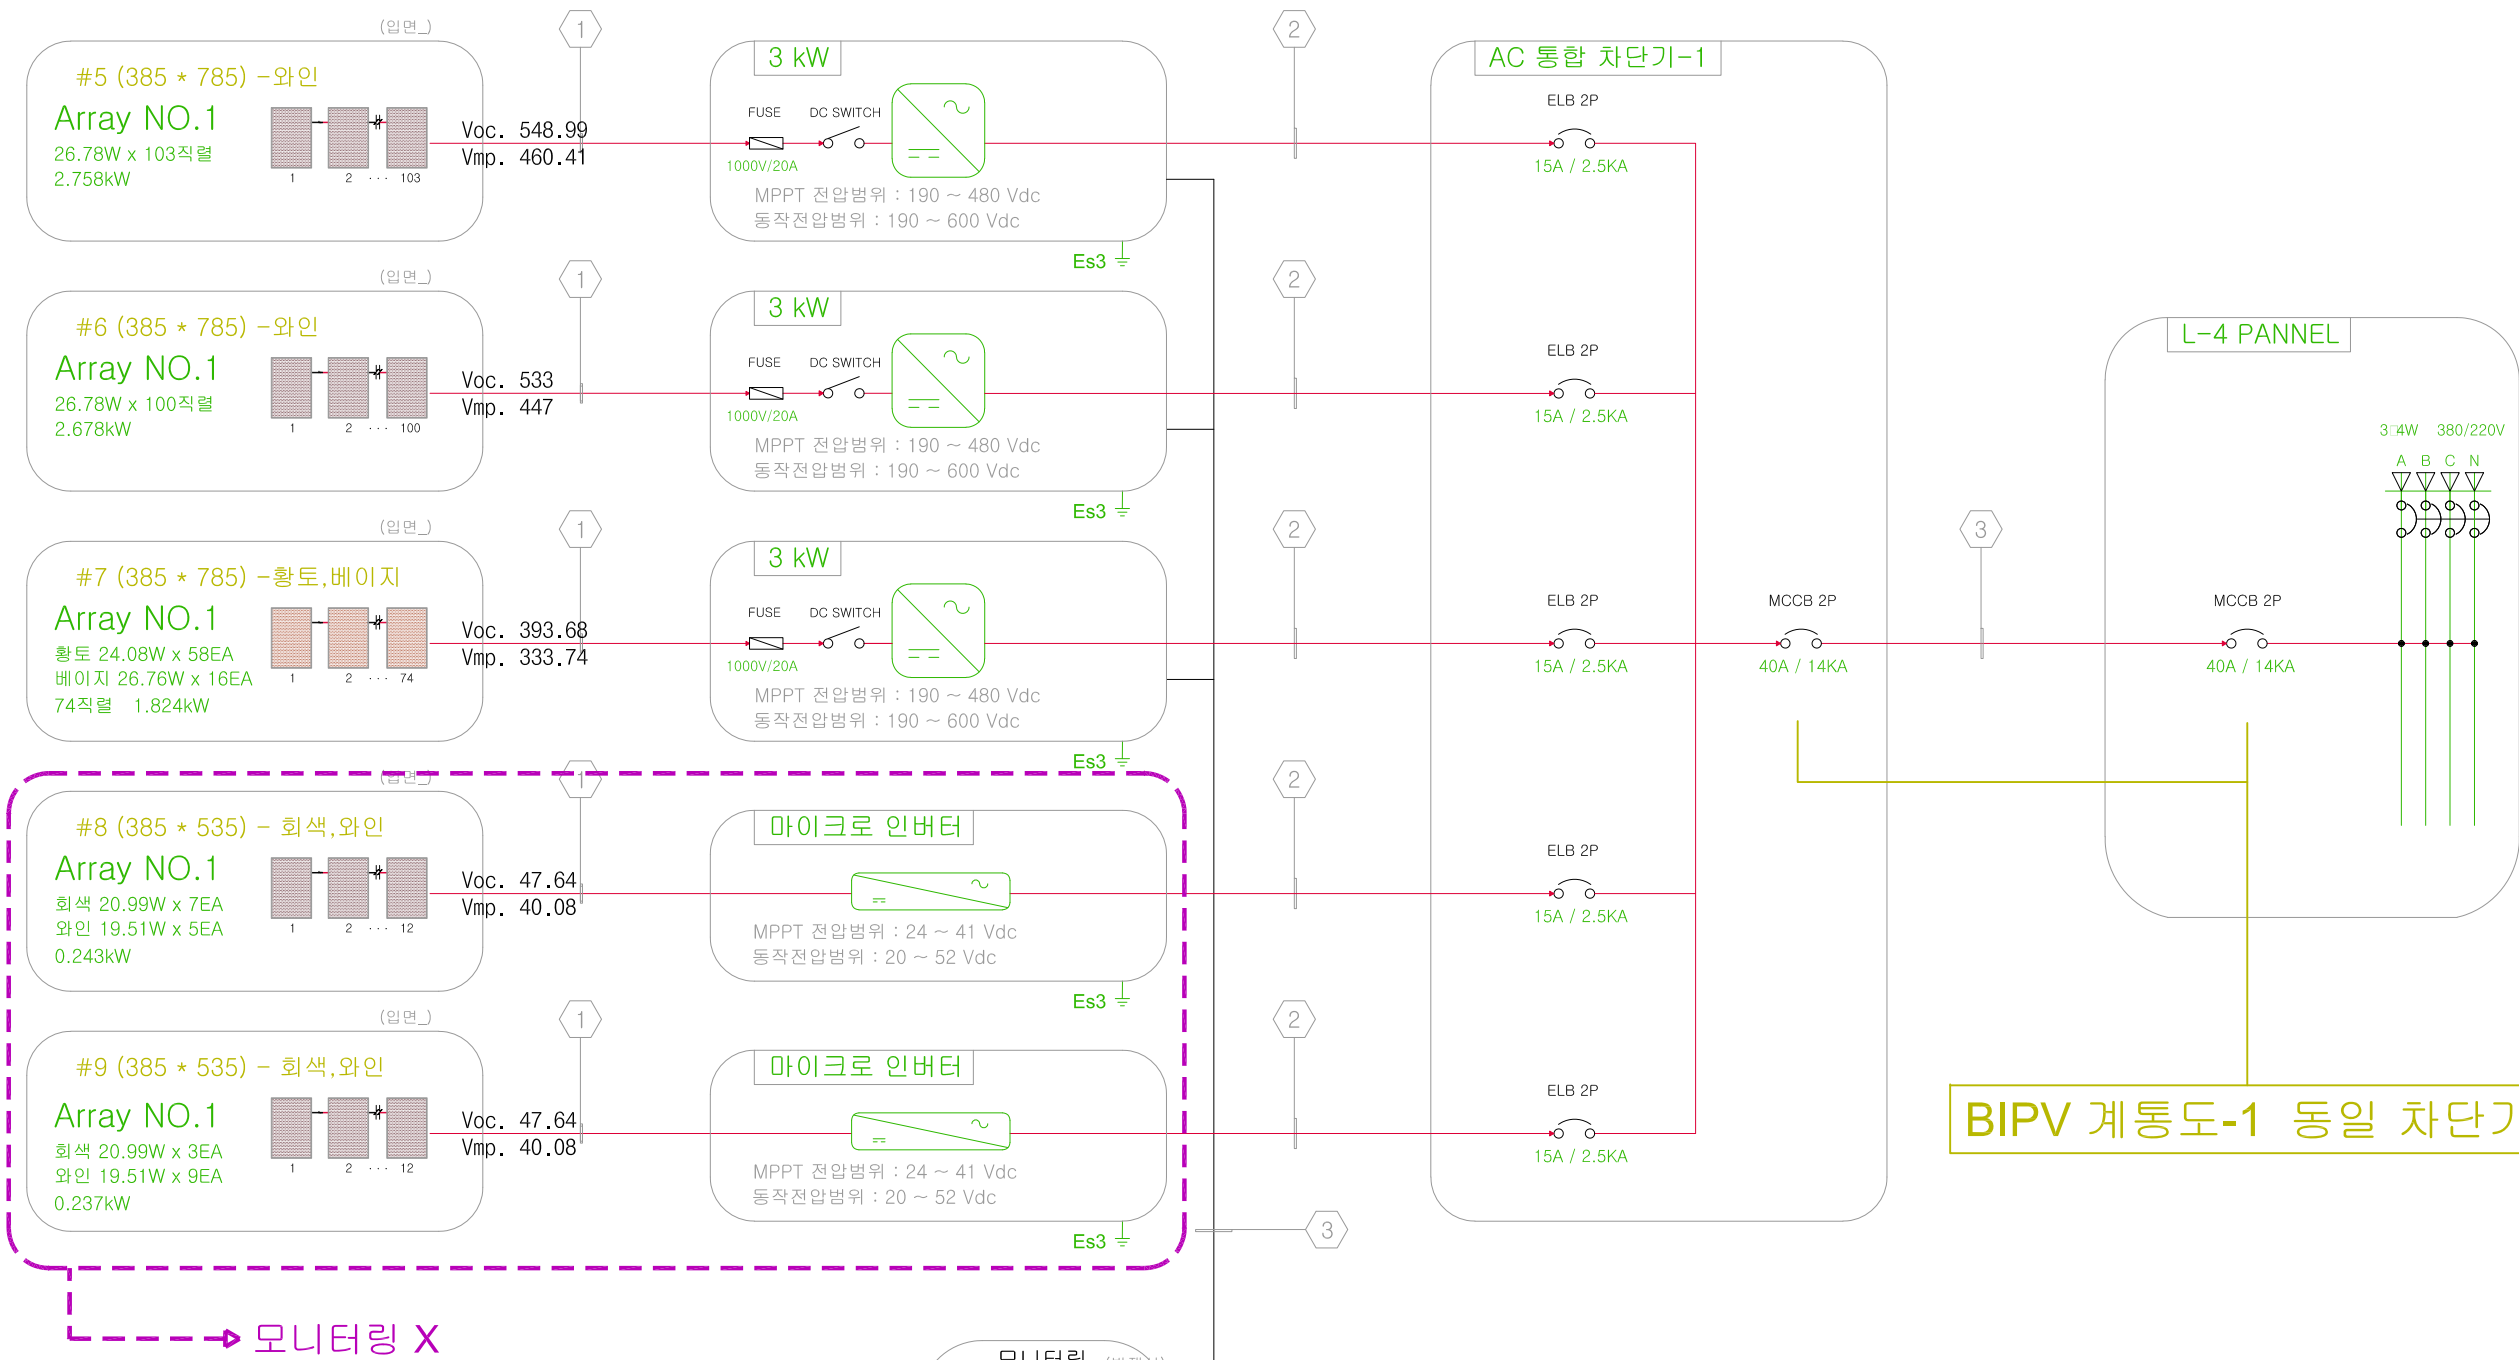 (입면_)
1
2
#5 (385 * 785) -와인
Array NO.1
26.78W x 103직렬
2.758kW
1 2 ··· 103
Voc. 548.99
Vmp. 460.41
3 kW
FUSE DC SWITCH
1000V/20A
MPPT 전압범위 : 190 ~ 480 Vdc
동작전압범위 : 190 ~ 600 Vdc
Es3
AC 통합 차단기-1
ELB 2P
15A / 2.5KA
(입면_)
1
2
#6 (385 * 785) -와인
Array NO.1
26.78W x 100직렬
2.678kW
1 2 ··· 100
Voc. 533
Vmp. 447
3 kW
FUSE DC SWITCH
1000V/20A
MPPT 전압범위 : 190 ~ 480 Vdc
동작전압범위 : 190 ~ 600 Vdc
Es3
ELB 2P
15A / 2.5KA
(입면_)
1
2
#7 (385 * 785) -황토,베이지
Array NO.1
황토 24.08W x 58EA
베이지 26.76W x 16EA
74직렬 1.824kW
1 2 ··· 74
Voc. 393.68
Vmp. 333.74
3 kW
FUSE DC SWITCH
1000V/20A
MPPT 전압범위 : 190 ~ 480 Vdc
동작전압범위 : 190 ~ 600 Vdc
Es3
ELB 2P
15A / 2.5KA
MCCB 2P
40A / 14KA
3
L-4 PANNEL
3□4W 380/220V
A B C N
MCCB 2P
40A / 14KA
(입면_)
1
2
#8 (385 * 535) - 회색,와인
Array NO.1
회색 20.99W x 7EA
와인 19.51W x 5EA
0.243kW
1 2 ··· 12
Voc. 47.64
Vmp. 40.08
마이크로 인버터
MPPT 전압범위 : 24 ~ 41 Vdc
동작전압범위 : 20 ~ 52 Vdc
Es3
ELB 2P
15A / 2.5KA
(입면_)
1
2
#9 (385 * 535) - 회색,와인
Array NO.1
회색 20.99W x 3EA
와인 19.51W x 9EA
0.237kW
1 2 ··· 12
Voc. 47.64
Vmp. 40.08
마이크로 인버터
MPPT 전압범위 : 24 ~ 41 Vdc
동작전압범위 : 20 ~ 52 Vdc
Es3
ELB 2P
15A / 2.5KA
3
BIPV 계통도-1 동일 차단기
모니터링 X
모니터링